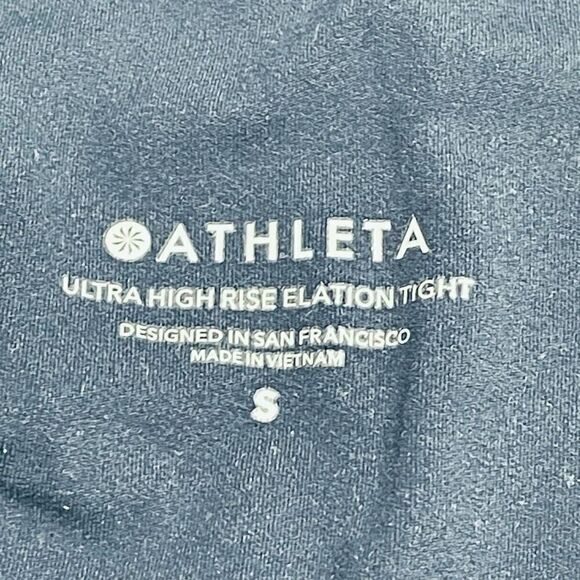 ATHLETA
ULTRA HIGH RISE ELATION TIGHT
DESIGNED IN SAN FRANCISCO
MADE IN VIETNAM
S